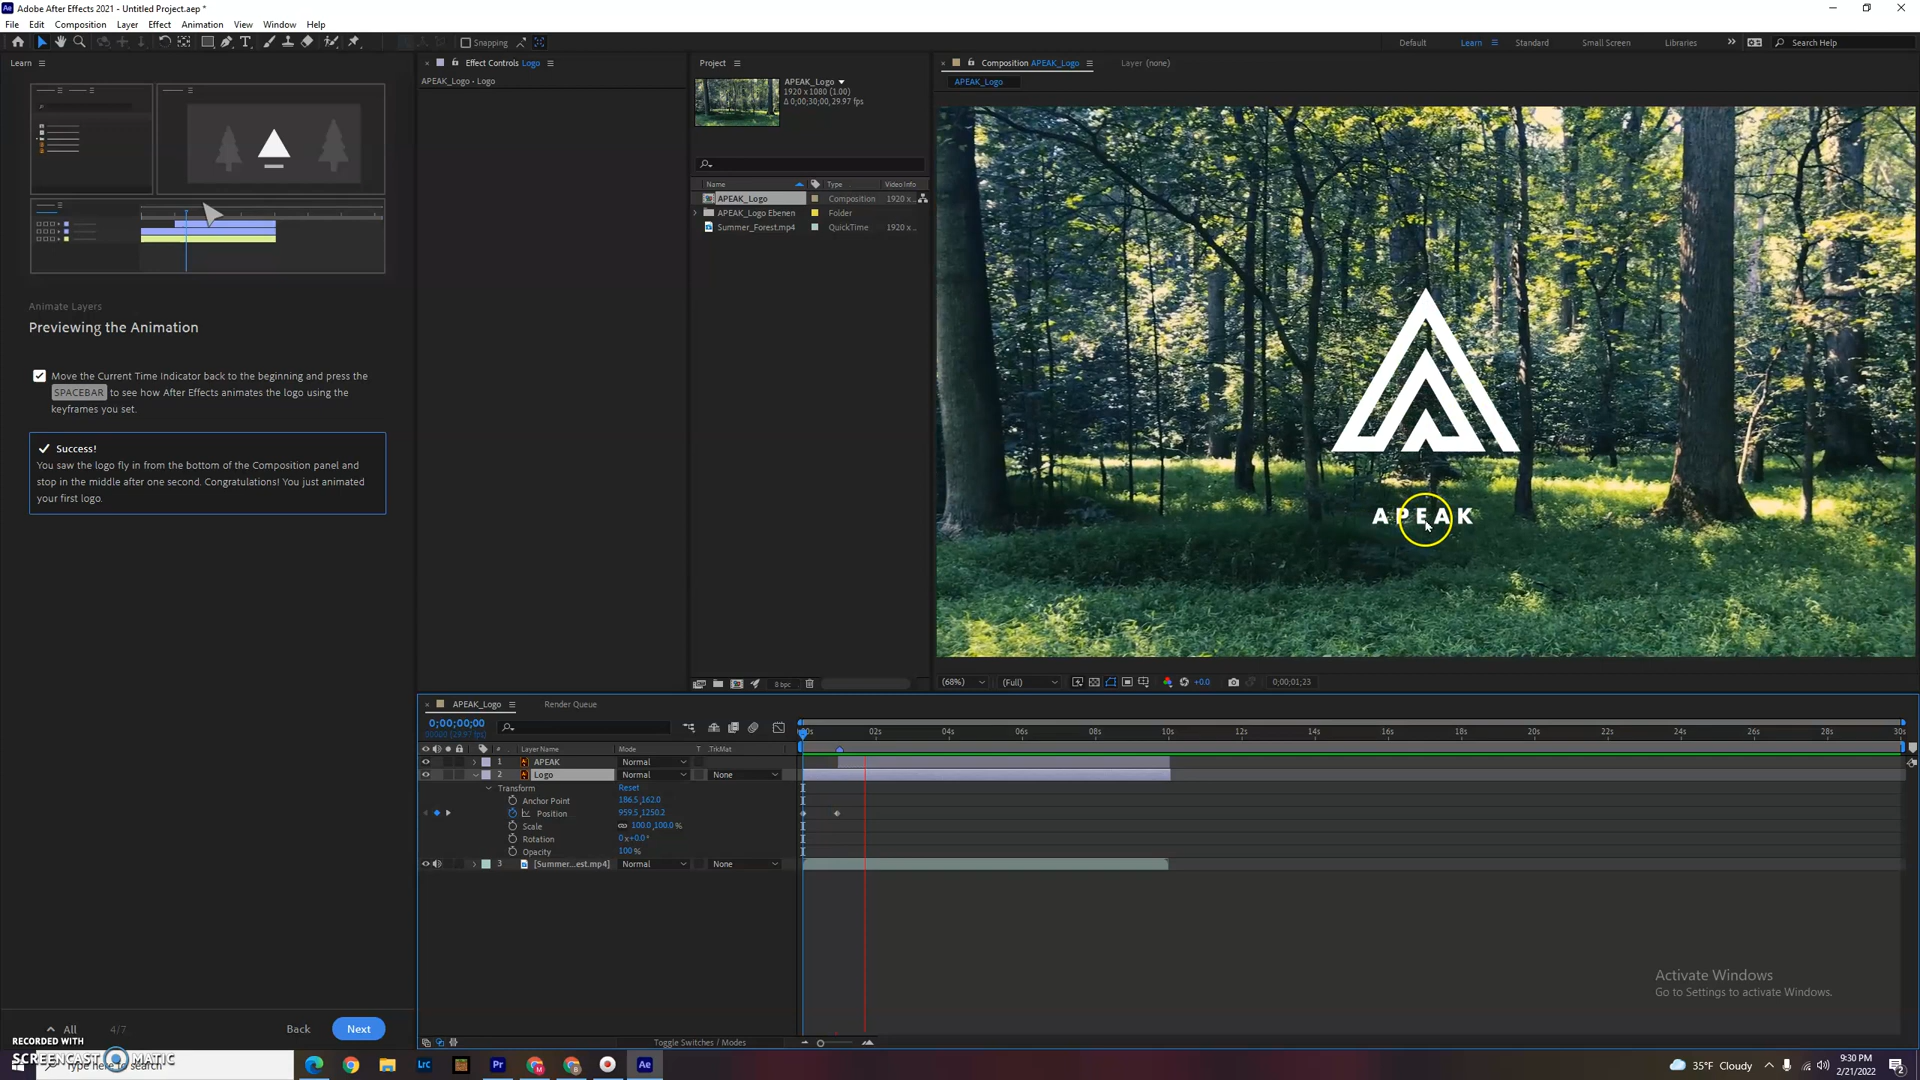 Adobe After Effects 2021 - Untitled Project.aep *
File Edit Composition Layer Effect Animation View Window Help
Snapping
Default Learn Standard Small Screen Libraries Search Help
Learn
Animate Layers
Previewing the Animation
Move the Current Time Indicator back to the beginning and press the
SPACEBAR to see how After Effects animates the logo using the
keyframes you set.
Success!
You saw the logo fly in from the bottom of the Composition panel and
stop in the middle after one second. Congratulations! You just animated
your first logo.
All 4/7 Back Next
Effect Controls Logo
APEAK_Logo - Logo
Project
APEAK_Logo
1920 x 1080 (1.00)
Δ 0;00;30;00, 29.97 fps
Name Type Video Info
APEAK_Logo Composition 1920 x...
APEAK_Logo Ebenen Folder
Summer_Forest.mp4 QuickTime 1920 x...
8 bpc
Composition APEAK_Logo Layer (none)
APEAK_Logo
APEAK
(68%) (Full) +0.0 0;00;01;23
APEAK_Logo Render Queue
0;00;00;00
00000 (29.97 fps)
02s 04s 06s 08s 10s 12s 14s 16s 18s 20s 22s 24s 26s 28s 30s
# Layer Name Mode T .TrkMat
1 APEAK Normal
2 Logo Normal None
Transform Reset
Anchor Point 186.5,162.0
Position 959.5,1250.2
Scale 100.0,100.0 %
Rotation 0x+0.0°
Opacity 100 %
3 [Summer...est.mp4] Normal None
Toggle Switches / Modes
Activate Windows
Go to Settings to activate Windows.
RECORDED WITH
SCREENCAST MATIC
Type here to search
Lrc Pr Ae
35°F Cloudy
9:30 PM
2/21/2022